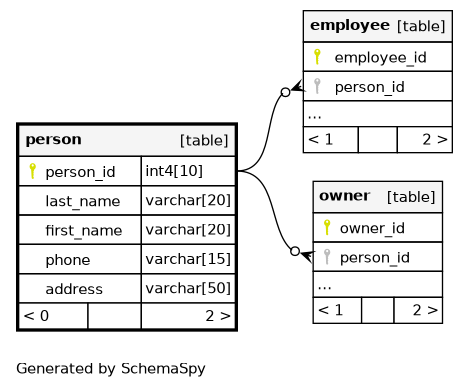 employee [table]
employee_id
person_id
...
< 1 2 >
person [table]
person_id int4[10]
last_name varchar[20]
first_name varchar[20]
phone varchar[15]
address varchar[50]
< 0 2 >
owner [table]
owner_id
person_id
...
< 1 2 >
Generated by SchemaSpy